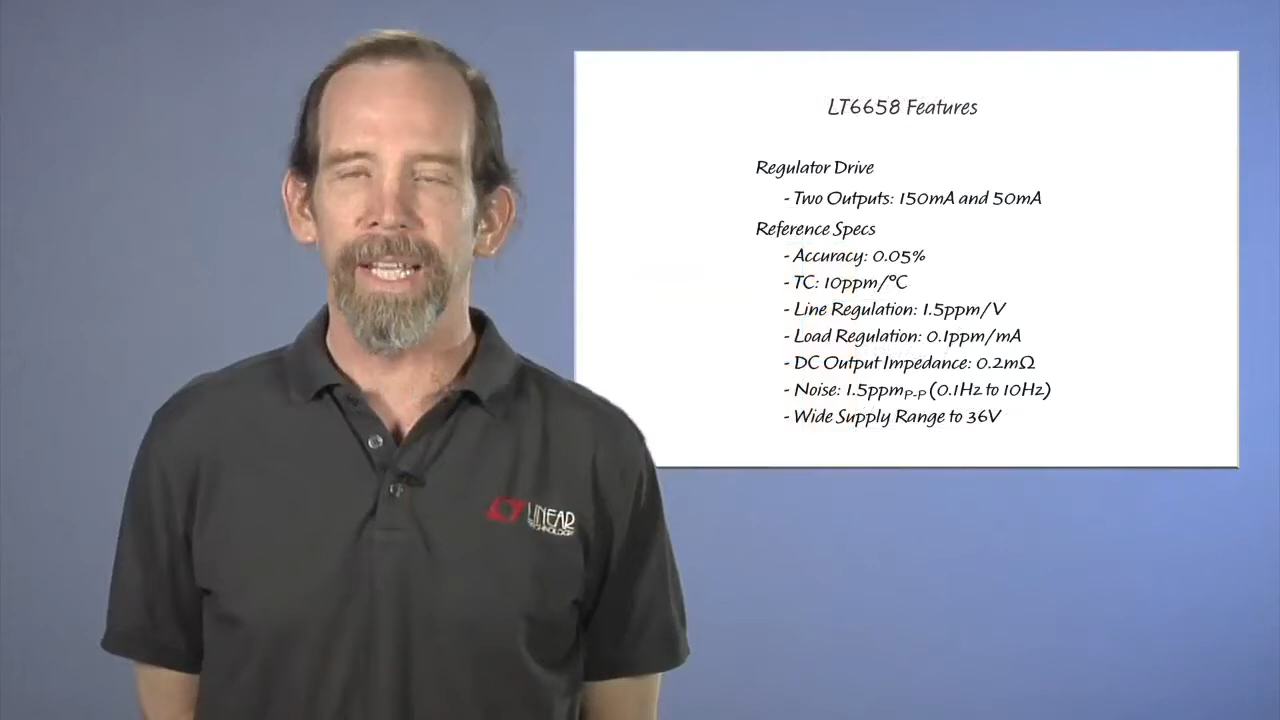 LT6658 Features
Regulator Drive
- Two Outputs: 150mA and 50mA
Reference Specs
- Accuracy: 0.05%
- TC: 10ppm/°C
- Line Regulation: 1.5ppm/V
- Load Regulation: 0.1ppm/mA
- DC Output Impedance: 0.2mΩ
- Noise: 1.5ppmP-P (0.1Hz to 10Hz)
- Wide Supply Range to 36V
LINEAR
TECHNOLOGY